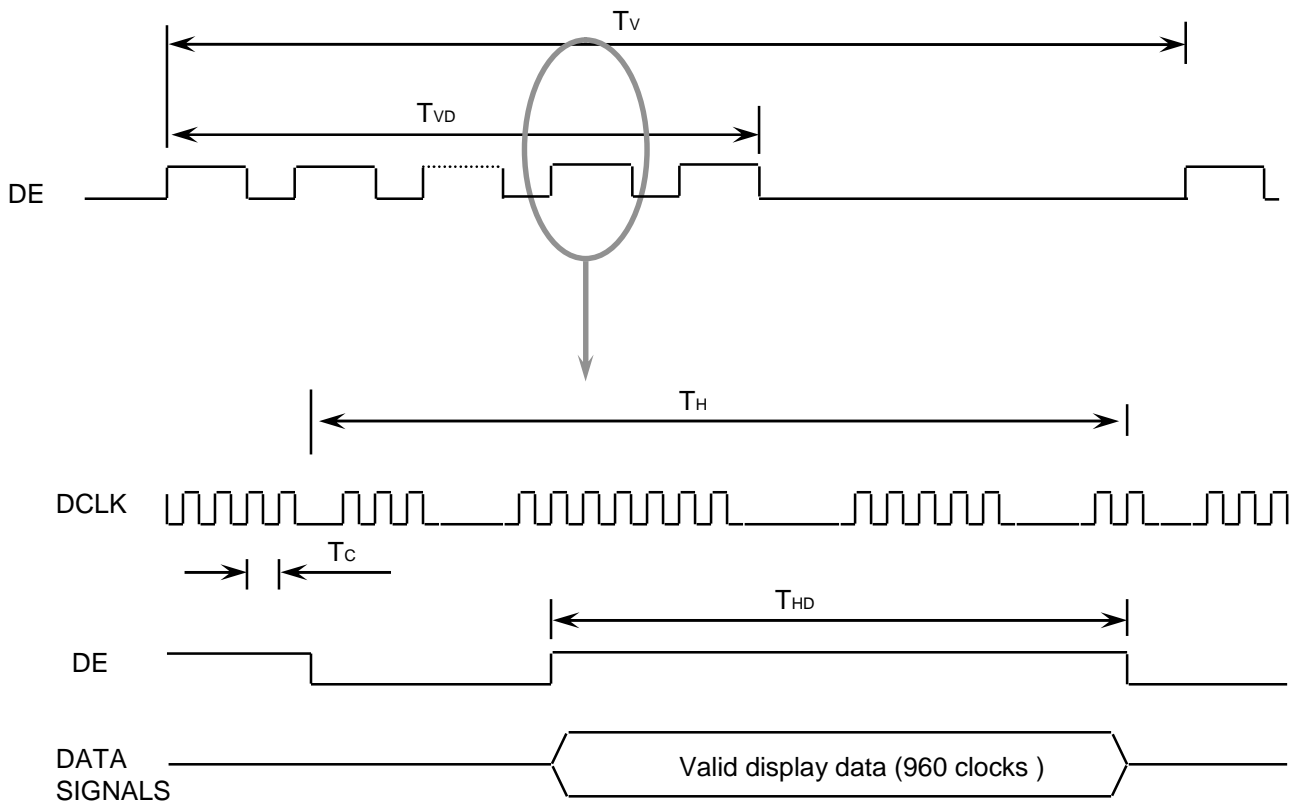 TV
TVD
DE
TH
DCLK
TC
THD
DE
DATA
SIGNALS
Valid display data (960 clocks )